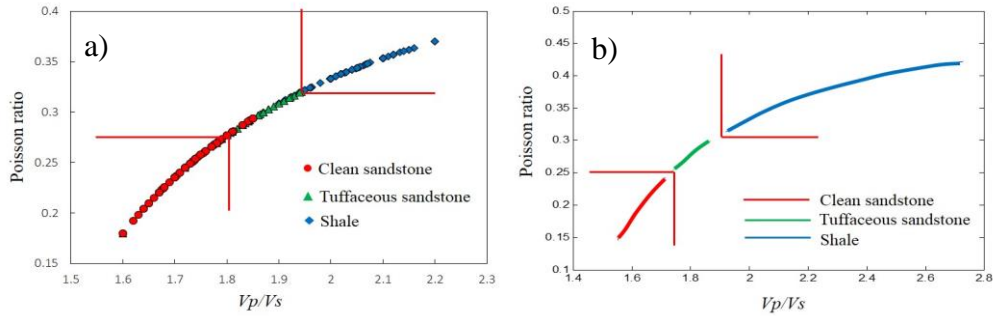 a)
Poisson ratio
0.4
0.35
0.3
0.25
0.2
0.15
1.5
1.6
1.7
1.8
1.9
2
2.1
2.2
2.3
Vp/Vs
Clean sandstone
Tuffaceous sandstone
Shale
b)
Poisson ratio
0.5
0.45
0.4
0.35
0.3
0.25
0.2
0.15
0.1
1.4
1.6
1.8
2
2.2
2.4
2.6
2.8
Vp/Vs
Clean sandstone
Tuffaceous sandstone
Shale